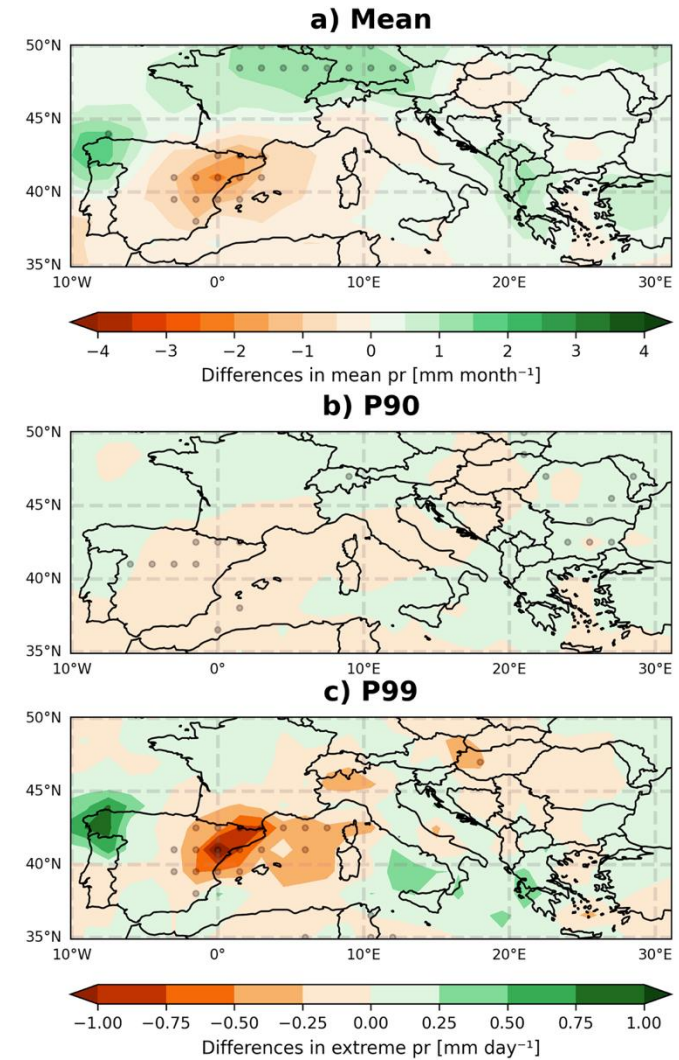 a) Mean
50°N
45°N
40°N
35°N
10°W 0° 10°E 20°E 30°E
−4 −3 −2 −1 0 1 2 3 4
Differences in mean pr [mm month⁻¹]
b) P90
50°N
45°N
40°N
35°N
10°W 0° 10°E 20°E 30°E
c) P99
50°N
45°N
40°N
35°N
10°W 0° 10°E 20°E 30°E
−1.00 −0.75 −0.50 −0.25 0.00 0.25 0.50 0.75 1.00
Differences in extreme pr [mm day⁻¹]